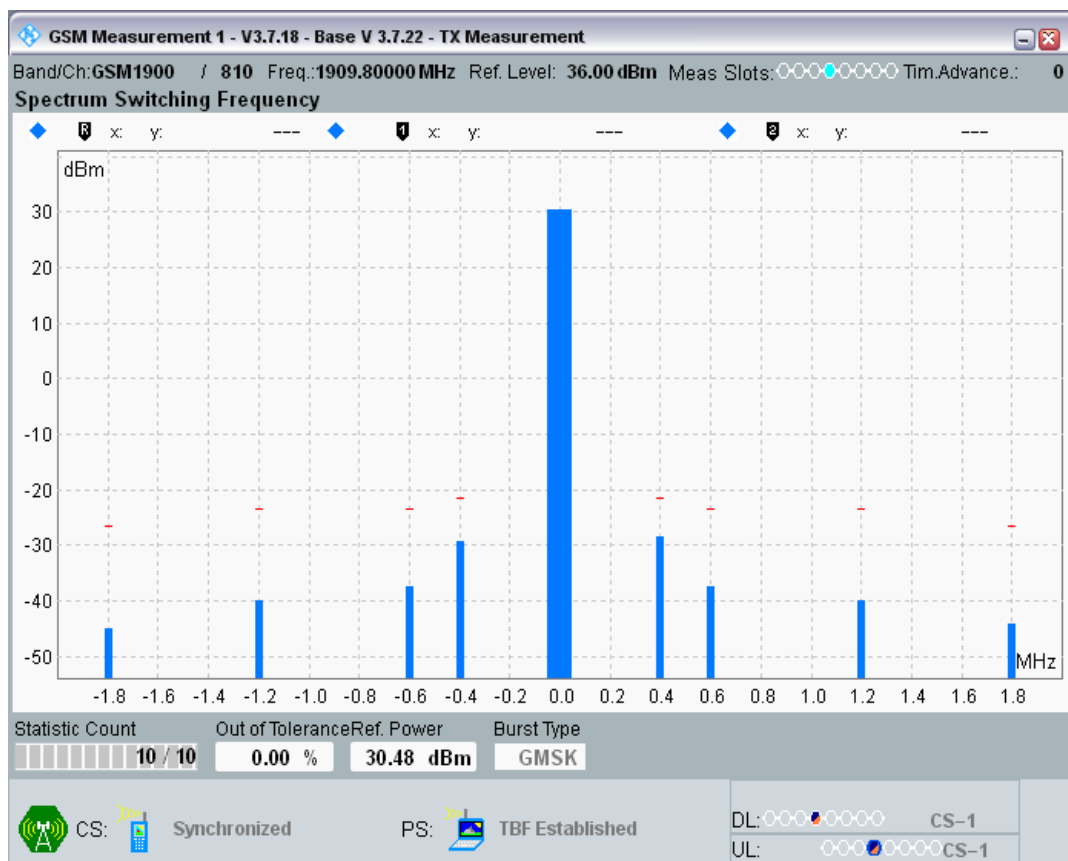 GSM Measurement 1 - V3.7.18 - Base V 3.7.22 - TX Measurement
Band/Ch:GSM1900 / 810 Freq.:1909.80000 MHz Ref. Level: 36.00 dBm Meas Slots: Tim.Advance.: 0
Spectrum Switching Frequency
R x: y: --- 1 x: y: --- 2 x: y: ---
dBm
30
20
10
0
-10
-20
-30
-40
-50
MHz
-1.8 -1.6 -1.4 -1.2 -1.0 -0.8 -0.6 -0.4 -0.2 0.0 0.2 0.4 0.6 0.8 1.0 1.2 1.4 1.6 1.8
Statistic Count Out of Tolerance Ref. Power Burst Type
10 / 10 0.00 % 30.48 dBm GMSK
CS: Synchronized PS: TBF Established DL: CS-1
UL: CS-1